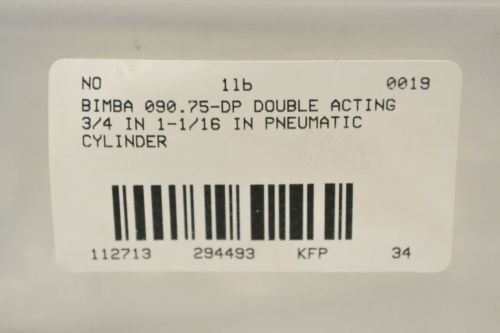 NO 1lb 0019
BIMBA 090.75-DP DOUBLE ACTING
3/4 IN 1-1/16 IN PNEUMATIC
CYLINDER
112713 294493 KFP 34